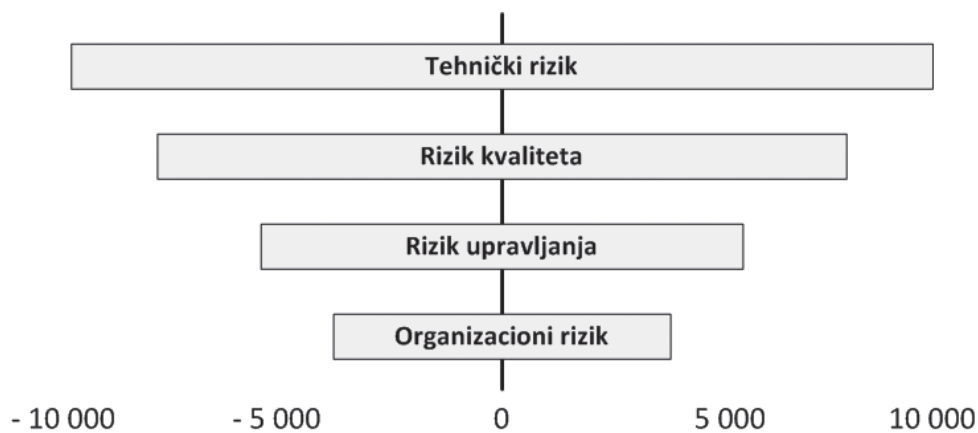 Tehnički rizik
Rizik kvaliteta
Rizik upravljanja
Organizacioni rizik
- 10 000 - 5 000 0 5 000 10 000